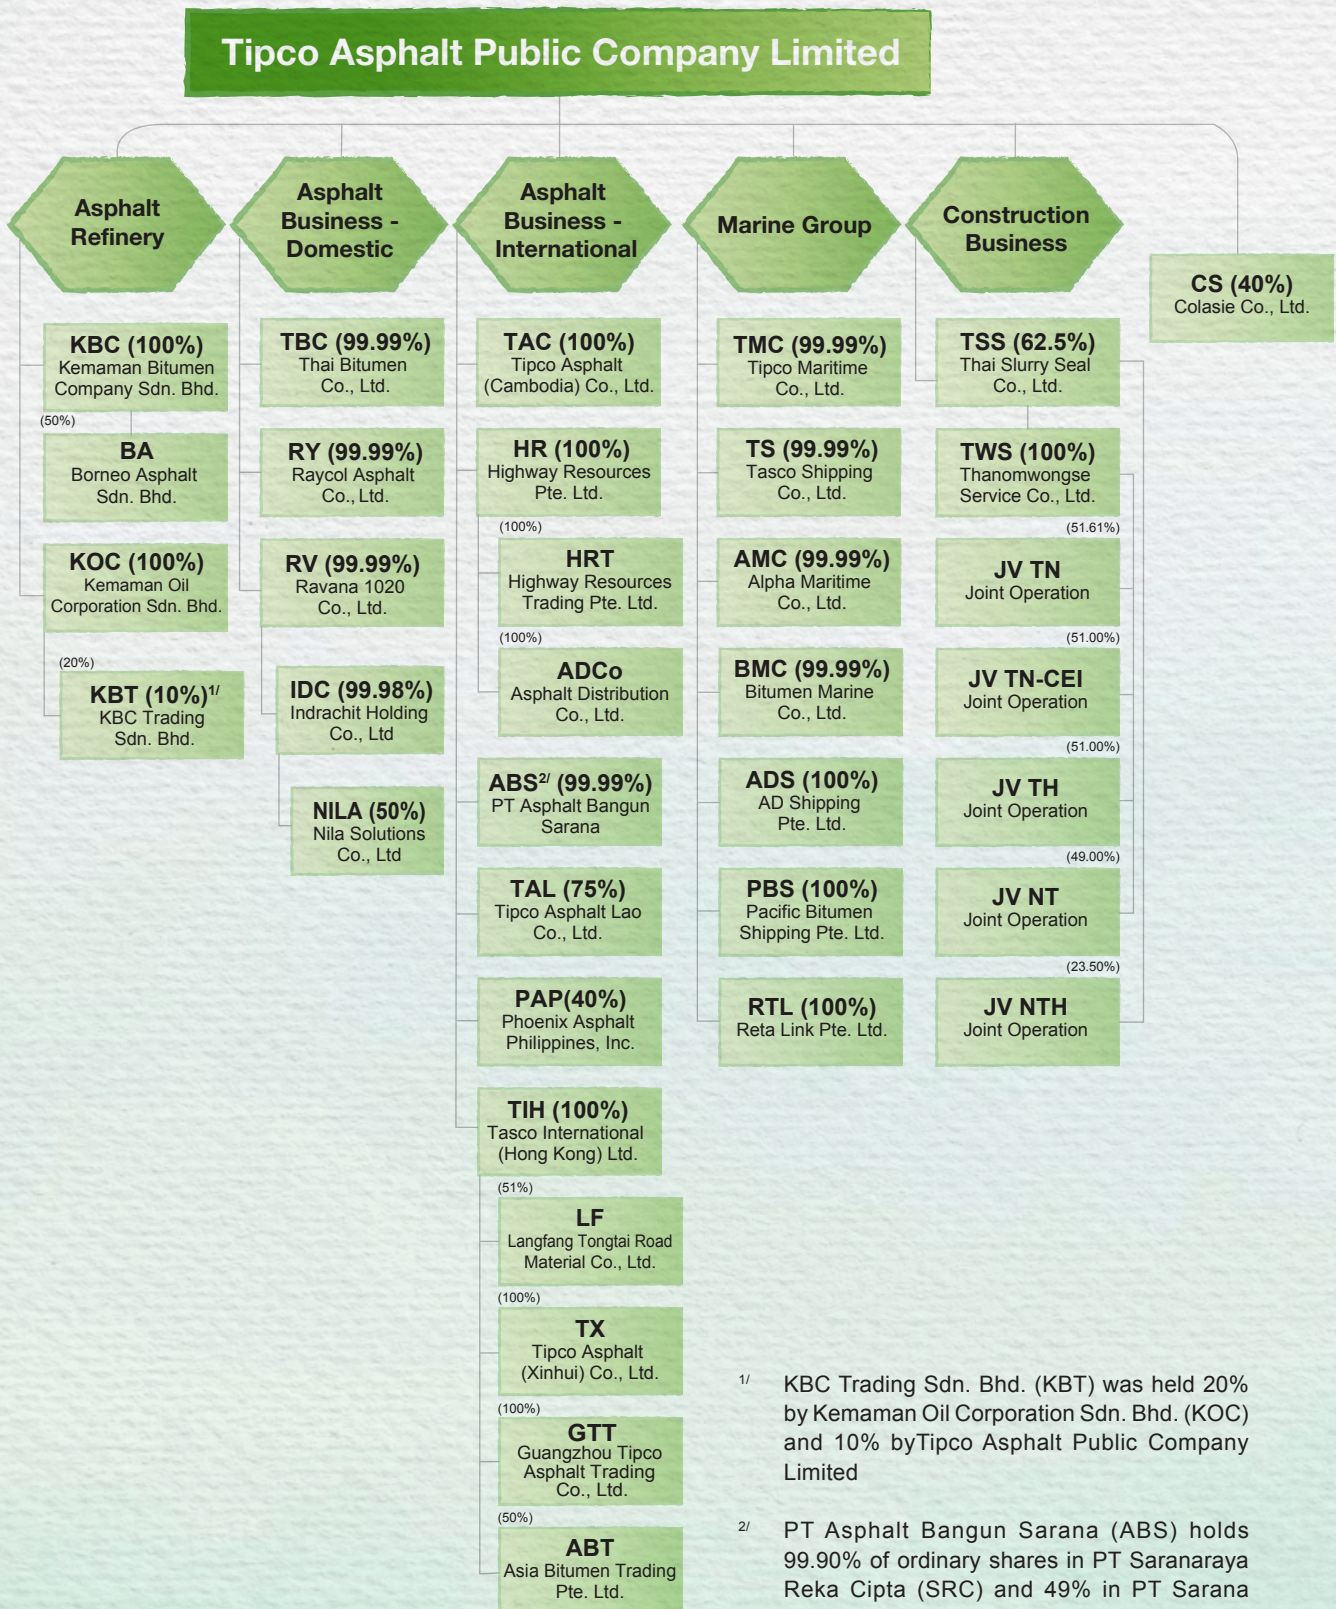 Tipco Asphalt Public Company Limited
Asphalt
Refinery
KBC (100%)
Kemaman Bitumen
Company Sdn. Bhd.
(50%)
BA
Borneo Asphalt
Sdn. Bhd.
KOC (100%)
Kemaman Oil
Corporation Sdn. Bhd.
(20%)
KBT (10%)1/
KBC Trading
Sdn. Bhd.
Asphalt
Business -
Domestic
TBC (99.99%)
Thai Bitumen
Co., Ltd.
RY (99.99%)
Raycol Asphalt
Co., Ltd.
RV (99.99%)
Ravana 1020
Co., Ltd.
IDC (99.98%)
Indrachit Holding
Co., Ltd
NILA (50%)
Nila Solutions
Co., Ltd
Asphalt
Business -
International
TAC (100%)
Tipco Asphalt
(Cambodia) Co., Ltd.
HR (100%)
Highway Resources
Pte. Ltd.
(100%)
HRT
Highway Resources
Trading Pte. Ltd.
(100%)
ADCo
Asphalt Distribution
Co., Ltd.
ABS2/ (99.99%)
PT Asphalt Bangun
Sarana
TAL (75%)
Tipco Asphalt Lao
Co., Ltd.
PAP(40%)
Phoenix Asphalt
Philippines, Inc.
TIH (100%)
Tasco International
(Hong Kong) Ltd.
(51%)
LF
Langfang Tongtai Road
Material Co., Ltd.
(100%)
TX
Tipco Asphalt
(Xinhui) Co., Ltd.
(100%)
GTT
Guangzhou Tipco
Asphalt Trading
Co., Ltd.
(50%)
ABT
Asia Bitumen Trading
Pte. Ltd.
Marine Group
TMC (99.99%)
Tipco Maritime
Co., Ltd.
TS (99.99%)
Tasco Shipping
Co., Ltd.
AMC (99.99%)
Alpha Maritime
Co., Ltd.
BMC (99.99%)
Bitumen Marine
Co., Ltd.
ADS (100%)
AD Shipping
Pte. Ltd.
PBS (100%)
Pacific Bitumen
Shipping Pte. Ltd.
RTL (100%)
Reta Link Pte. Ltd.
Construction
Business
TSS (62.5%)
Thai Slurry Seal
Co., Ltd.
TWS (100%)
Thanomwongse
Service Co., Ltd.
(51.61%)
JV TN
Joint Operation
(51.00%)
JV TN-CEI
Joint Operation
(51.00%)
JV TH
Joint Operation
(49.00%)
JV NT
Joint Operation
(23.50%)
JV NTH
Joint Operation
CS (40%)
Colasie Co., Ltd.
1/ KBC Trading Sdn. Bhd. (KBT) was held 20%
by Kemaman Oil Corporation Sdn. Bhd. (KOC)
and 10% byTipco Asphalt Public Company
Limited
2/ PT Asphalt Bangun Sarana (ABS) holds
99.90% of ordinary shares in PT Saranaraya
Reka Cipta (SRC) and 49% in PT Sarana